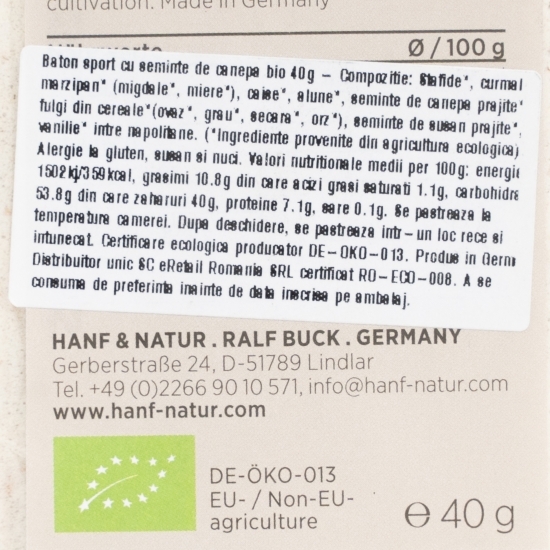 cultivation. Made in Germany
Ø / 100 g
Baton sport cu seminte de canepa bio 40g – Compozitie: Stafide*, curmal
marzipan* (migdale*, miere*), caise*, alune*, seminte de canepa prajite*
fulgi din cereale*(ovaz*, grau*, secara*, orz*), seminte de susan prajite*,
vanilie* intre napolitane. (*Ingrediente provenite din agricultura ecologica)
Alergie la gluten, susan si nuci. Valori nutritionale medii per 100g: energie
1502kj/359kcal, grasimi 10.8g din care acizi grasi saturati 1.1g, carbohidra
53.8g din care zaharuri 40g, proteine 7.1g, sare 0.1g. Se pastreaza la
temperatura camerei. Dupa deschidere, se pastreaza intr-un loc rece si
intunecat. Certificare ecologica producator DE-OKO-013. Produs in Germ
Distribuitor unic SC eRetail Romania SRL certificat RO-ECO-008. A se
consuma de preferinta inainte de data inscrisa pe ambalaj.
HANF & NATUR . RALF BUCK . GERMANY
Gerberstraße 24, D-51789 Lindlar
Tel. +49 (0)2266 90 10 571, info@hanf-natur.com
www.hanf-natur.com
DE-ÖKO-013
EU- / Non-EU-
agriculture
℮ 40 g